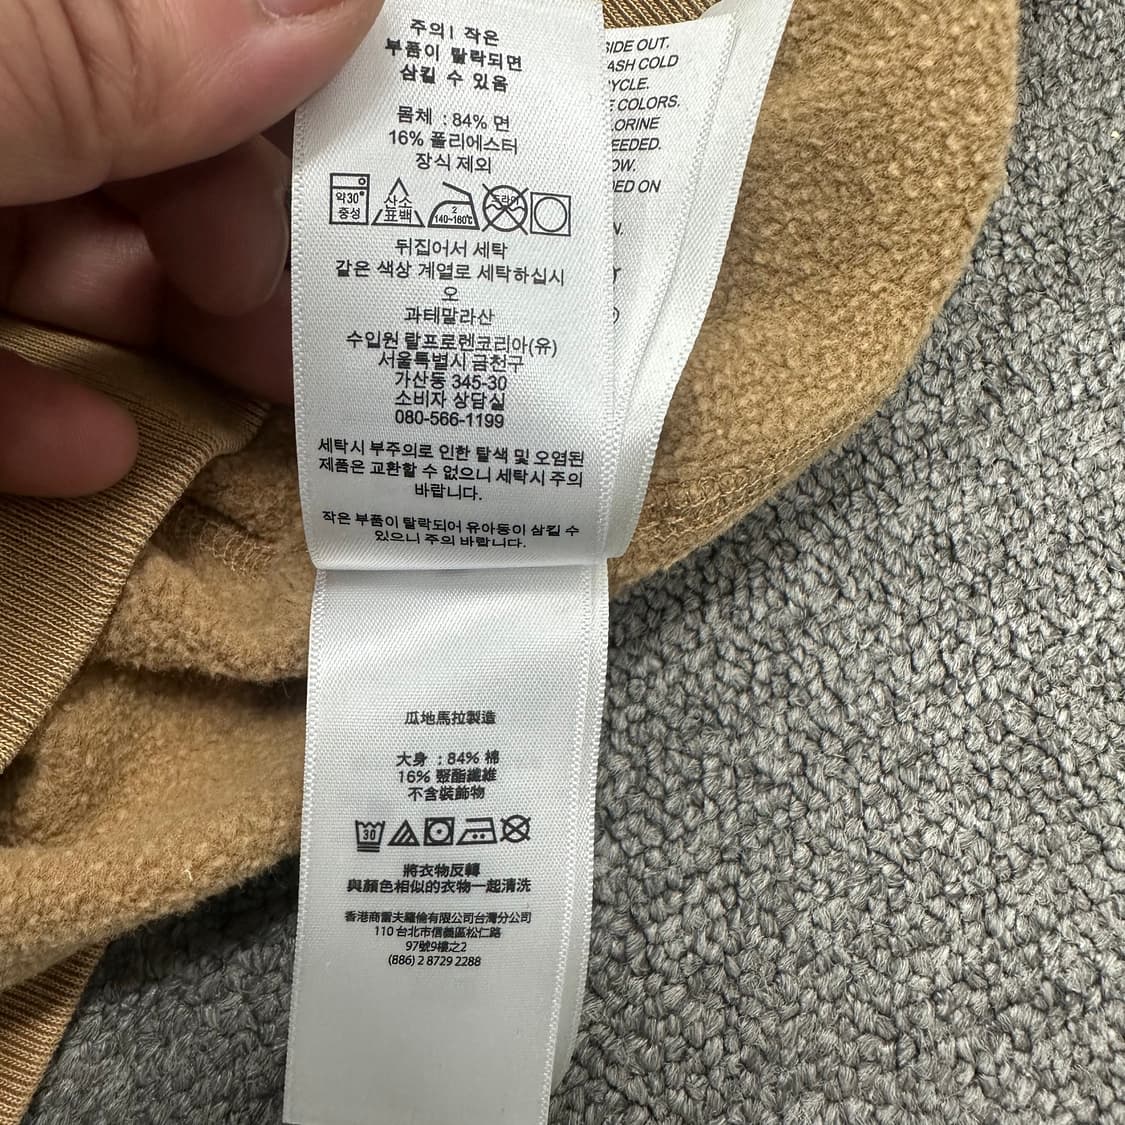 주의! 작은
부품이 탈락되면
삼킬 수 있음
몸체 : 84% 면
16% 폴리에스터
장식 제외
약30°
중성
산소
표백
2
140~160℃
드라이
뒤집어서 세탁
같은 색상 계열로 세탁하십시
오
과테말라산
수입원 랄프로렌코리아(유)
서울특별시 금천구
가산동 345-30
소비자 상담실
080-566-1199
세탁시 부주의로 인한 탈색 및 오염된
제품은 교환할 수 없으니 세탁시 주의
바랍니다.
작은 부품이 탈락되어 유아동이 삼킬 수
있으니 주의 바랍니다.
SIDE OUT.
ASH COLD
YCLE.
E COLORS.
LORINE
EEDED.
OW.
DED ON
瓜地馬拉製造
大身 : 84% 棉
16% 聚酯纖維
不含裝飾物
30
將衣物反轉
與顏色相似的衣物一起清洗
香港商雷夫羅倫有限公司台灣分公司
110 台北市信義區松仁路
97號9樓之2
(886) 2 8729 2288